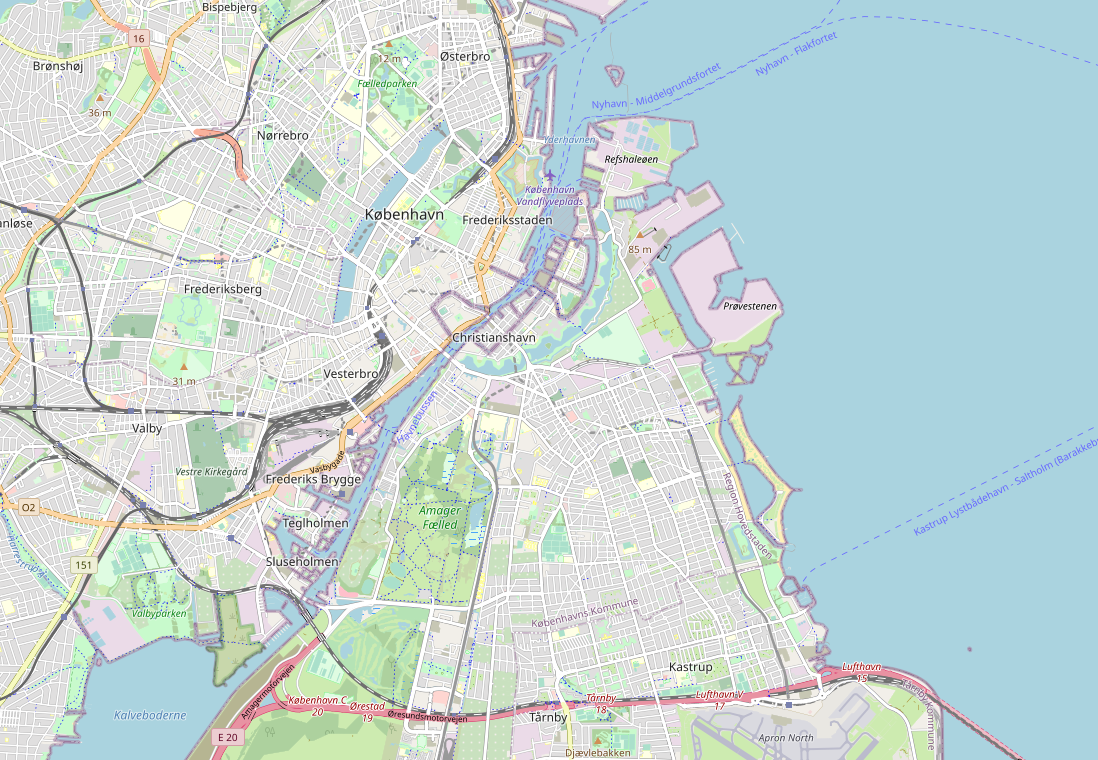 Bispebjerg
16
Østerbro
12 m
Nyhavn - Flakfortet
Brønshøj
Fælledparken
Nyhavn - Middelgrundsfortet
36 m
Nørrebro
Yderhavnen
Refshaleøen
København
Vandflyveplads
København
Frederiksstaden
anløse
85 m
Frederiksberg
Prøvestenen
Christianshavn
31 m
Vesterbro
Havnebussen
Valby
Vasbygade
Vestre Kirkegård
Frederiks Brygge
Region Hovedstaden
Kastrup Lystbådehavn - Saltholm (Barakkeb
O2
Amager
Fælled
Teglholmen
Sluseholmen
151
Valbyparken
Københavns Kommune
Kastrup
Lufthavn
15
Amagermotorvejen
København C
20
Ørestad
19
Tårnby
18
Lufthavn V
17
Tårnby Kommune
Kalveboderne
Øresundsmotorvejen
Tårnby
E 20
Apron North
Djævlebakken